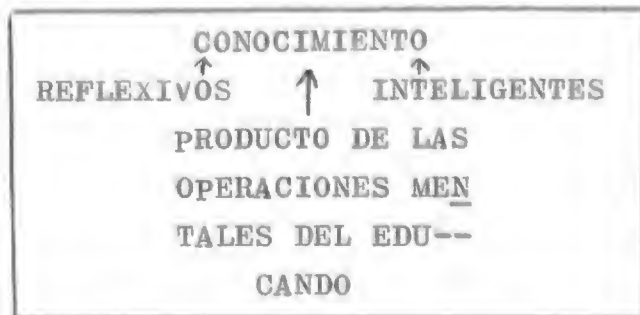 CONOCIMIENTO
REFLEXIVOS INTELIGENTES
PRODUCTO DE LAS
OPERACIONES MEN
TALES DEL EDU--
CANDO